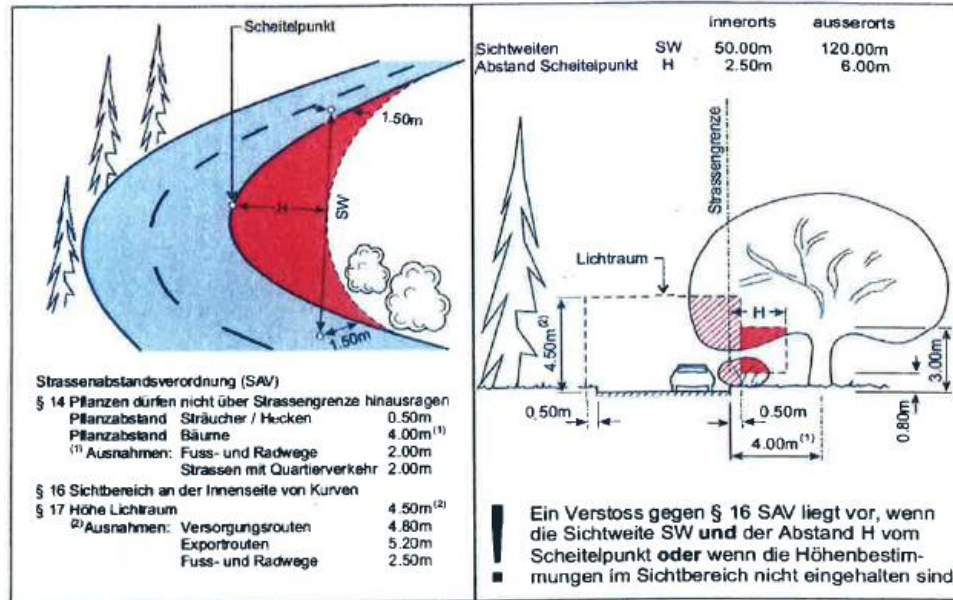 Scheitelpunkt
1.50m
H
SW
1.50m
Strassenabstandsverordnung (SAV)
§ 14 Pflanzen dürfen nicht über Strassengrenze hinausragen
Pflanzabstand Sträucher / Hecken 0.50m
Pflanzabstand Bäume 4.00m(1)
(1) Ausnahmen: Fuss- und Radwege 2.00m
Strassen mit Quartierverkehr 2.00m
§ 16 Sichtbereich an der Innenseite von Kurven
§ 17 Höhe Lichtraum 4.50m(2)
(2) Ausnahmen: Versorgungsrouten 4.80m
Exportrouten 5.20m
Fuss- und Radwege 2.50m
innerorts ausserorts
Sichtweiten SW 50.00m 120.00m
Abstand Scheitelpunkt H 2.50m 6.00m
Strassengrenze
Lichtraum
H
4.50m(2)
3.00m
0.50m
0.50m
0.80m
4.00m(1)
Ein Verstoss gegen § 16 SAV liegt vor, wenn
die Sichtweite SW und der Abstand H vom
Scheitelpunkt oder wenn die Höhenbestim-
mungen im Sichtbereich nicht eingehalten sind